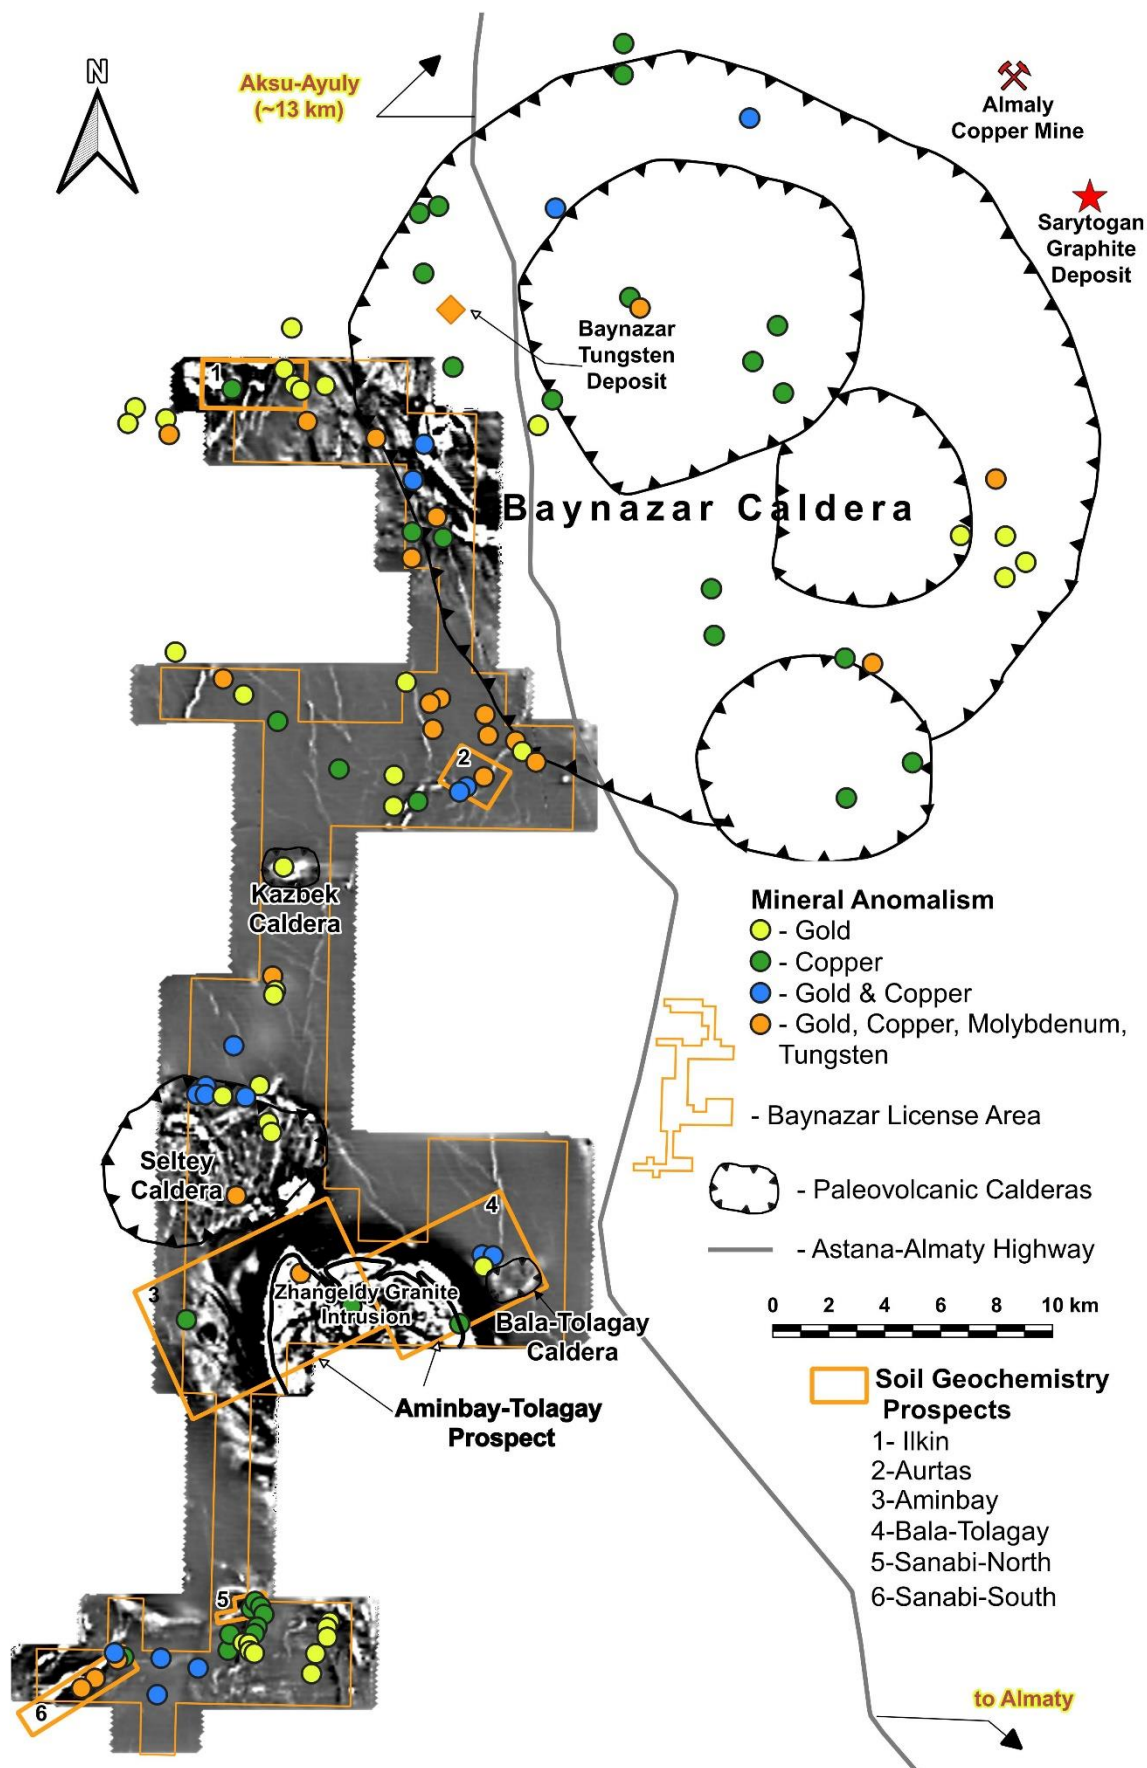 N
Aksu-Ayuly
(~13 km)
Almaly
Copper Mine
Sarytogan
Graphite
Deposit
Baynazar
Tungsten
Deposit
1
Baynazar Caldera
2
Kazbek
Caldera
Mineral Anomalism
- Gold
- Copper
- Gold & Copper
- Gold, Copper, Molybdenum,
Tungsten
- Baynazar License Area
Seltey
Caldera
- Paleovolcanic Calderas
4
- Astana-Almaty Highway
3
Zhangeldy Granite
Intrusion
0 2 4 6 8 10 km
Bala-Tolagay
Caldera
Aminbay-Tolagay
Prospect
Soil Geochemistry
Prospects
1- Ilkin
2-Aurtas
3-Aminbay
4-Bala-Tolagay
5-Sanabi-North
6-Sanabi-South
5
6
to Almaty